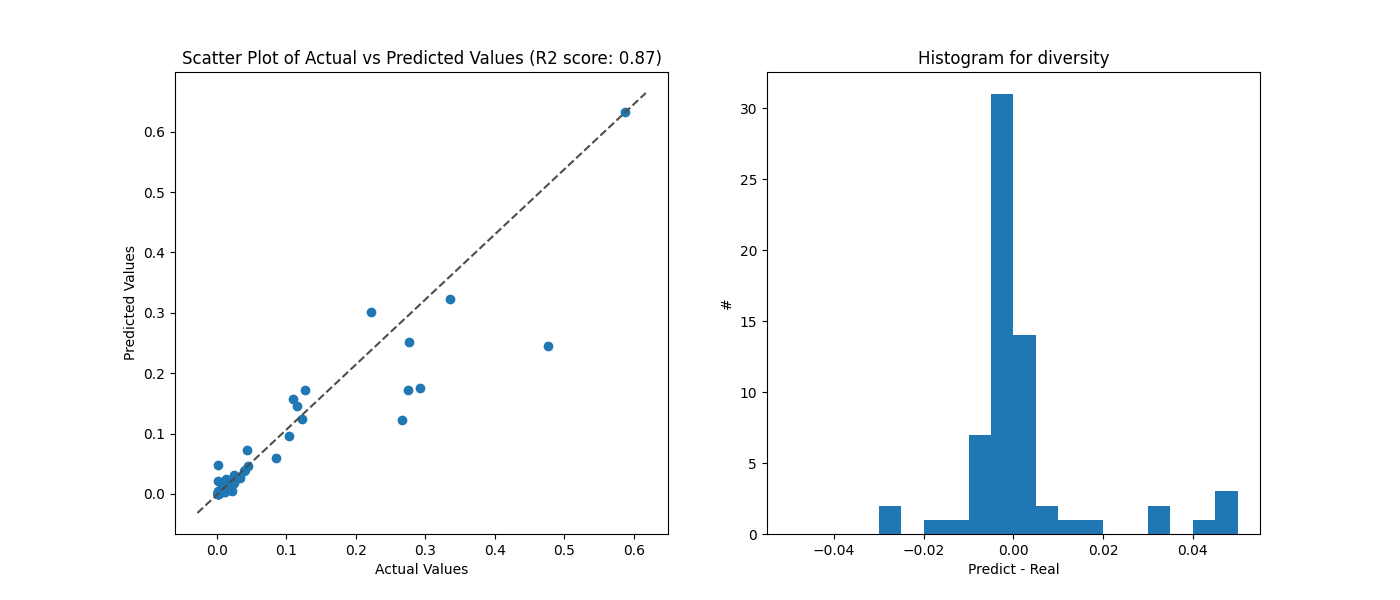 Scatter Plot of Actual vs Predicted Values (R2 score: 0.87)
Predicted Values
0.6
0.5
0.4
0.3
0.2
0.1
0.0
0.0 0.1 0.2 0.3 0.4 0.5 0.6
Actual Values
Histogram for diversity
#
30
25
20
15
10
5
0
−0.04 −0.02 0.00 0.02 0.04
Predict - Real